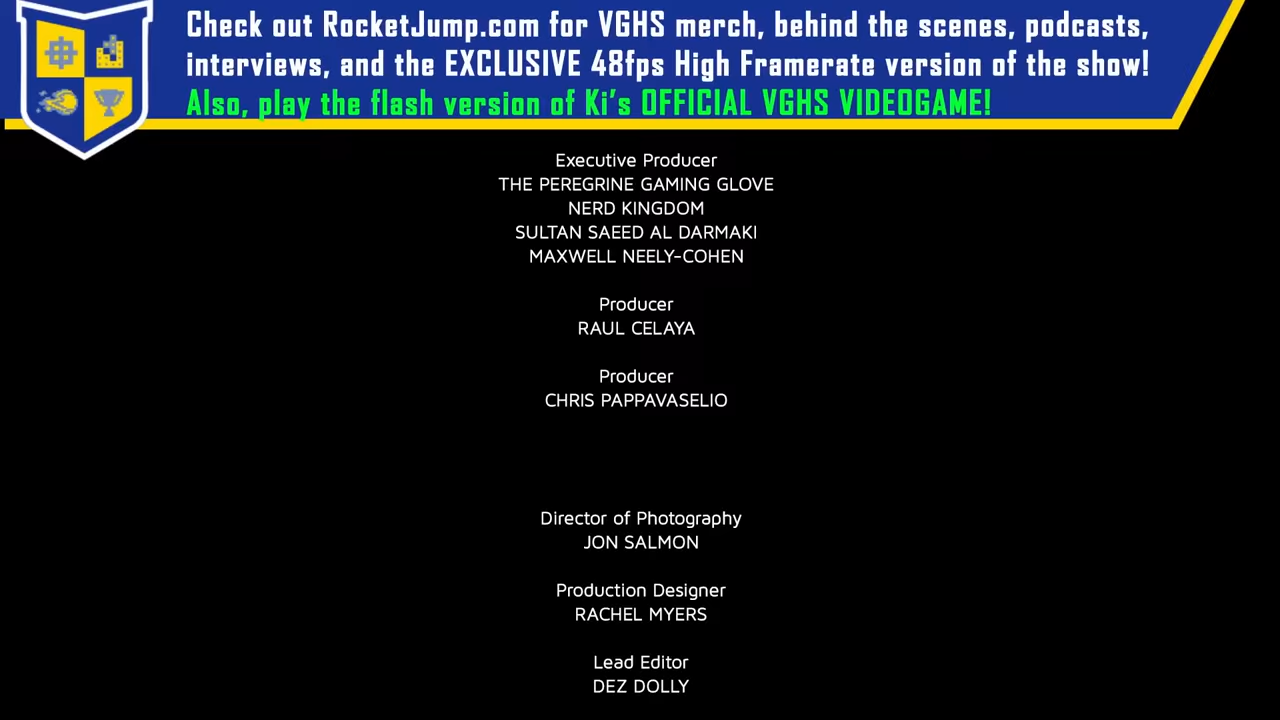 Check out RocketJump.com for VGHS merch, behind the scenes, podcasts,
interviews, and the EXCLUSIVE 48fps High Framerate version of the show!
Also, play the flash version of Ki's OFFICIAL VGHS VIDEOGAME!
Executive Producer
THE PEREGRINE GAMING GLOVE
NERD KINGDOM
SULTAN SAEED AL DARMAKI
MAXWELL NEELY-COHEN
Producer
RAUL CELAYA
Producer
CHRIS PAPPAVASELIO
Director of Photography
JON SALMON
Production Designer
RACHEL MYERS
Lead Editor
DEZ DOLLY